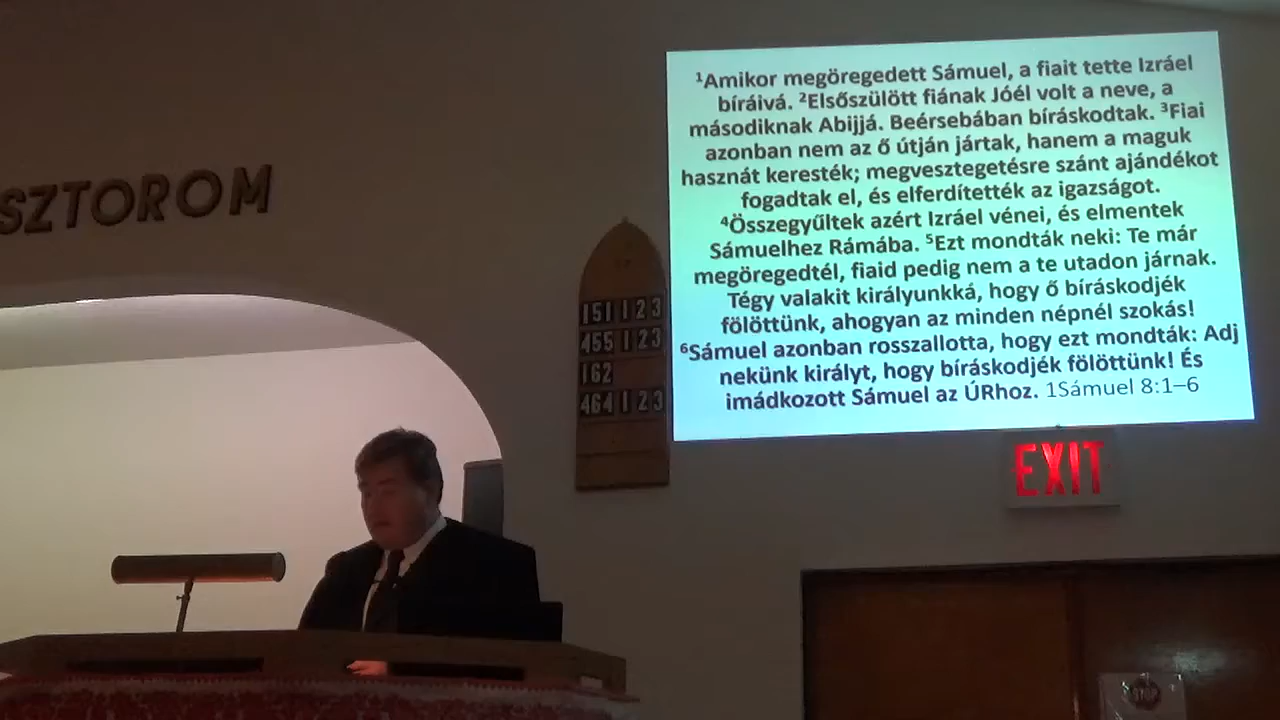 SZTOROM
¹Amikor megöregedett Sámuel, a fiait tette Izráel
bíráivá. ²Elsőszülött fiának Jóél volt a neve, a
másodiknak Abijjá. Beérsebában bíráskodtak. ³Fiai
azonban nem az ő útján jártak, hanem a maguk
hasznát keresték; megvesztegetésre szánt ajándékot
fogadtak el, és elferdítették az igazságot.
⁴Összegyűltek azért Izráel vénei, és elmentek
Sámuelhez Rámába. ⁵Ezt mondták neki: Te már
megöregedtél, fiaid pedig nem a te utadon járnak.
Tégy valakit királyunkká, hogy ő bíráskodjék
fölöttünk, ahogyan az minden népnél szokás!
⁶Sámuel azonban rosszallotta, hogy ezt mondták: Adj
nekünk királyt, hogy bíráskodjék fölöttünk! És
imádkozott Sámuel az ÚRhoz. 1Sámuel 8:1–6
151 1 2 3
455 1 2 3
162
464 1 2 3
EXIT
STOP